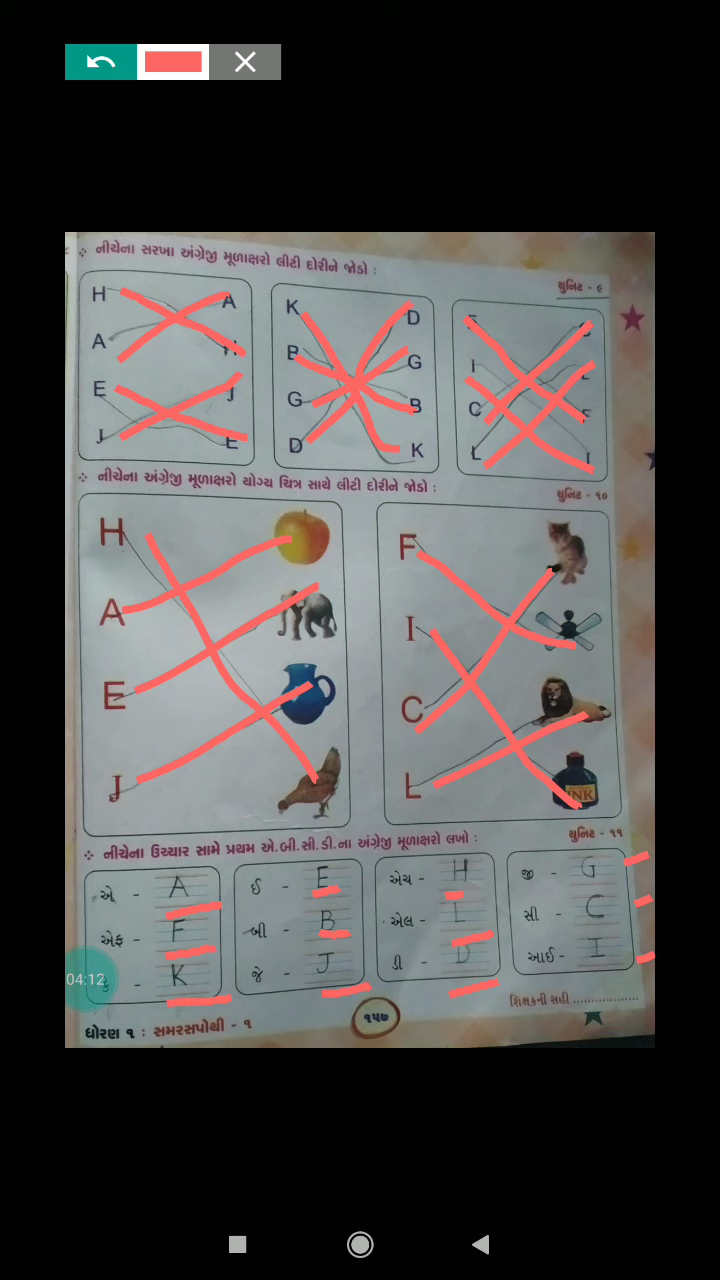 ❖ નીચેના સરખા અંગ્રેજી મૂળાક્ષરો લીટી દોરીને જોડો :
યુનિટ - ૯
H A
A H
E J
J E
K D
B G
G B
D K
F C
I L
C F
L I
❖ નીચેના અંગ્રેજી મૂળાક્ષરો યોગ્ય ચિત્ર સાથે લીટી દોરીને જોડો :
યુનિટ - ૧૦
H
A
E
J
F
I
C
L
INK
❖ નીચેના ઉચ્ચાર સામે પ્રથમ એ.બી.સી.ડી.ના અંગ્રેજી મૂળાક્ષરો લખો :
યુનિટ - ૧૧
એ - A
એફ - F
કે - K
ઈ - E
બી - B
જે - J
એચ - H
એલ - L
ડી - D
જી - G
સી - C
આઈ - I
04:12
શિક્ષકની સહી ..................
ધોરણ ૧ : સમરસપોથી - ૧
૧૫૭